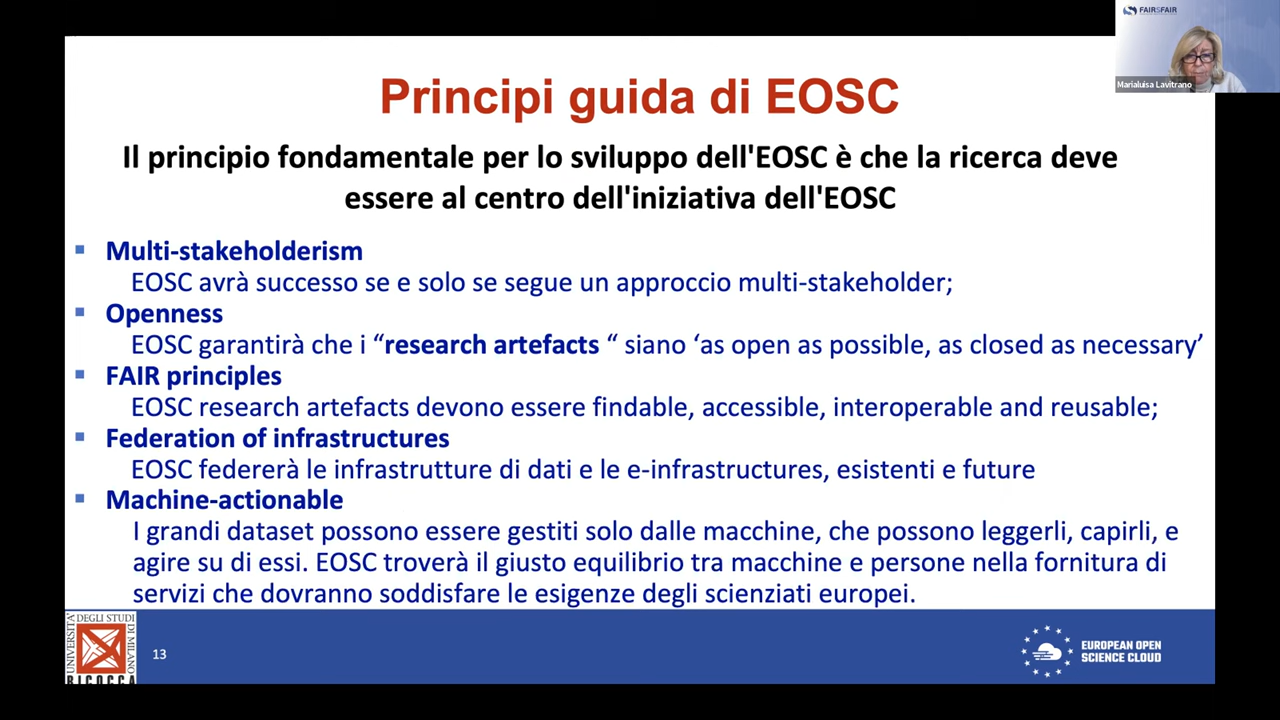 FAIRSFAIR
Marialuisa Lavitrano
Principi guida di EOSC
Il principio fondamentale per lo sviluppo dell'EOSC è che la ricerca deve
essere al centro dell'iniziativa dell'EOSC
▪ Multi-stakeholderism
EOSC avrà successo se e solo se segue un approccio multi-stakeholder;
▪ Openness
EOSC garantirà che i “research artefacts “ siano ‘as open as possible, as closed as necessary’
▪ FAIR principles
EOSC research artefacts devono essere findable, accessible, interoperable and reusable;
▪ Federation of infrastructures
EOSC federerà le infrastrutture di dati e le e-infrastructures, esistenti e future
▪ Machine-actionable
I grandi dataset possono essere gestiti solo dalle macchine, che possono leggerli, capirli, e
agire su di essi. EOSC troverà il giusto equilibrio tra macchine e persone nella fornitura di
servizi che dovranno soddisfare le esigenze degli scienziati europei.
UNIVERSITA' DEGLI STUDI DI MILANO
BICOCCA
13
EUROPEAN OPEN
SCIENCE CLOUD